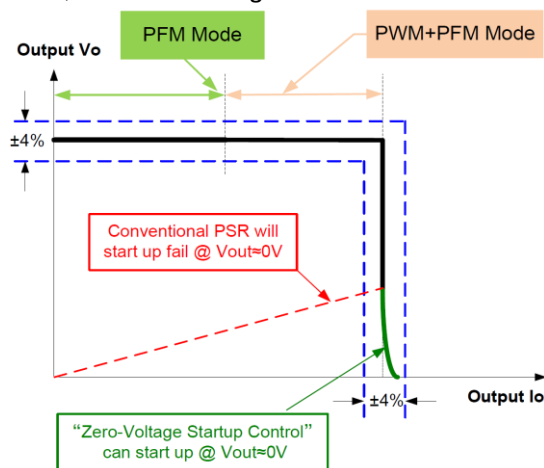 PFM Mode
PWM+PFM Mode
Output Vo
±4%
Conventional PSR will
start up fail @ Vout≈0V
Output Io
±4%
“Zero-Voltage Startup Control”
can start up @ Vout≈0V